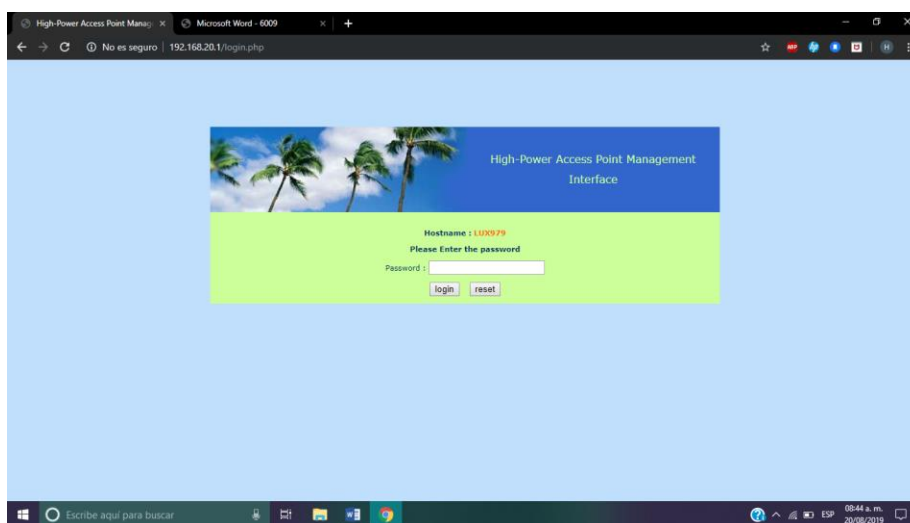 High-Power Access Point Manag
Microsoft Word - 6009
No es seguro | 192.168.20.1/login.php
ABP
H
High-Power Access Point Management
Interface
Hostname : LUX979
Please Enter the password
Password :
login reset
Escribe aquí para buscar
ESP
08:44 a. m.
20/08/2019